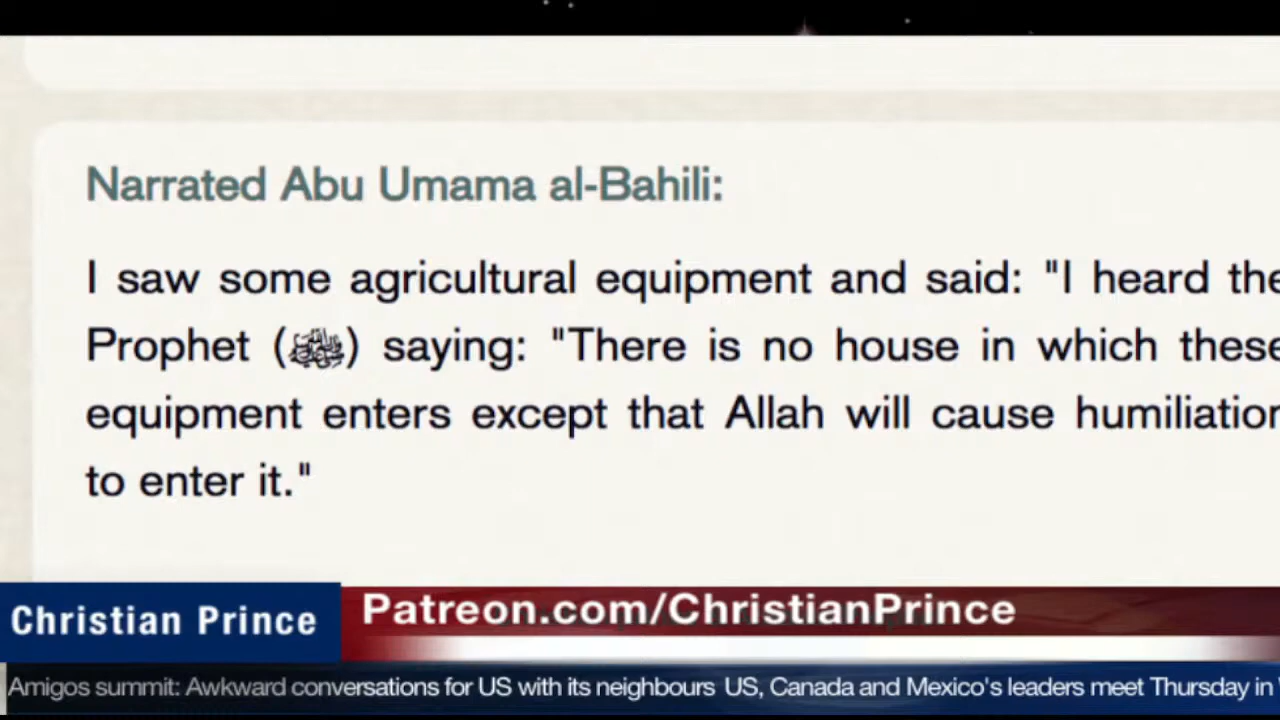 Narrated Abu Umama al-Bahili:
I saw some agricultural equipment and said: "I heard the
Prophet (ﷺ) saying: "There is no house in which these
equipment enters except that Allah will cause humiliation
to enter it."
Christian Prince
Patreon.com/ChristianPrince
Amigos summit: Awkward conversations for US with its neighbours US, Canada and Mexico's leaders meet Thursday in